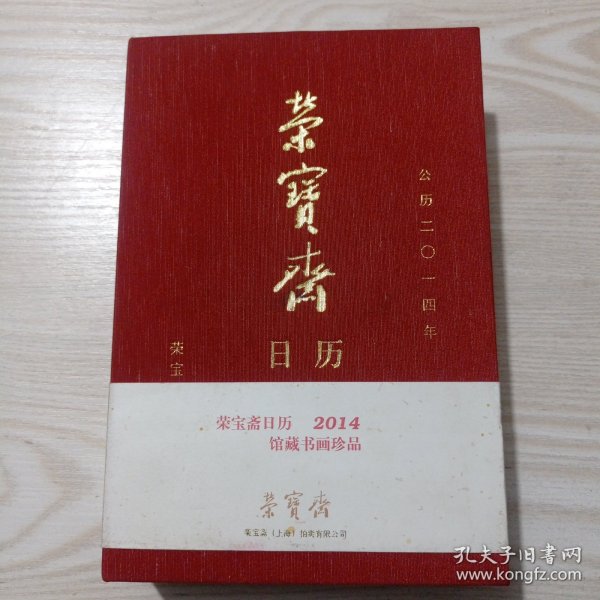 榮寶齋
日历
公历二〇一四年
荣宝
荣宝斋日历 2014
馆藏书画珍品
榮寶齋
荣宝斋（上海）拍卖有限公司
孔夫子旧书网
www.kongfz.com